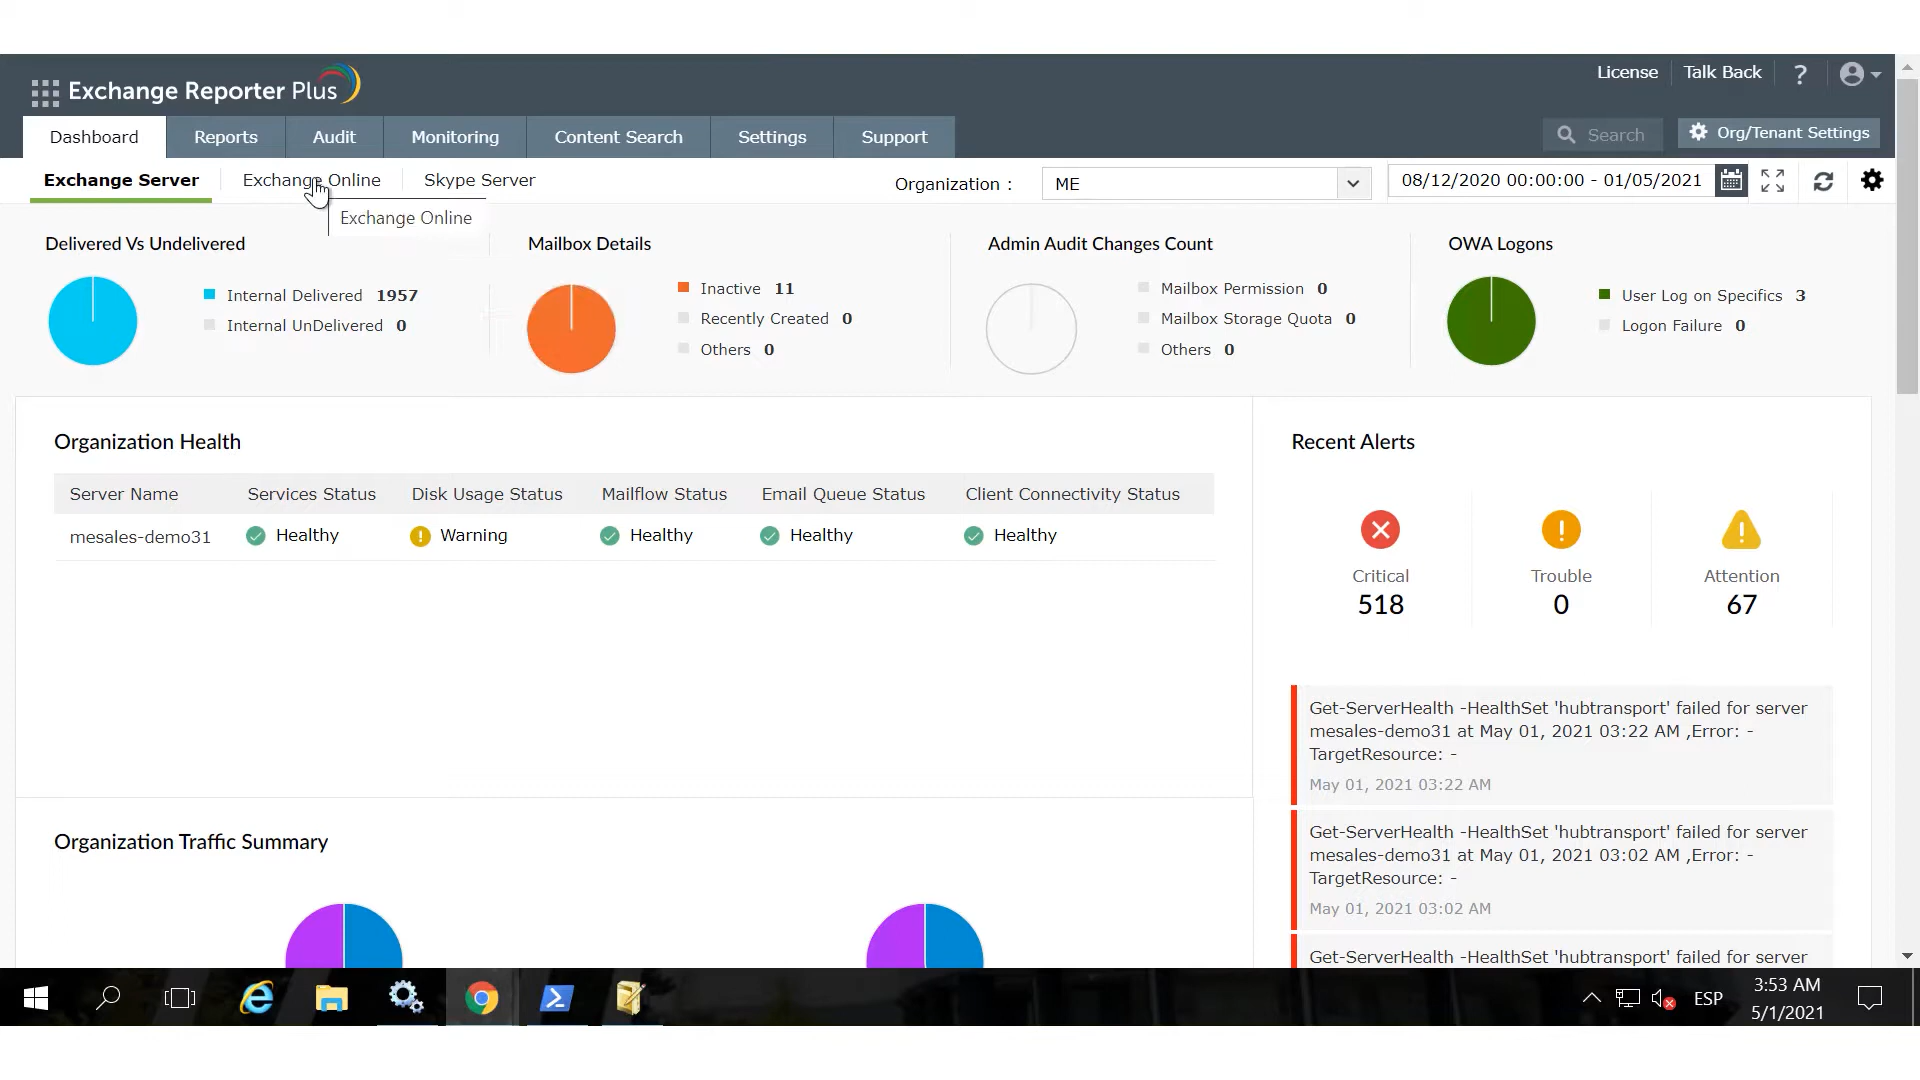 License
Talk Back
?
Exchange Reporter Plus
Dashboard
Reports
Audit
Monitoring
Content Search
Settings
Support
Search
Org/Tenant Settings
Exchange Server
Exchange Online
Skype Server
Organization :
ME
08/12/2020 00:00:00 - 01/05/2021
Exchange Online
Delivered Vs Undelivered
Internal Delivered 1957
Internal UnDelivered 0
Mailbox Details
Inactive 11
Recently Created 0
Others 0
Admin Audit Changes Count
Mailbox Permission 0
Mailbox Storage Quota 0
Others 0
OWA Logons
User Log on Specifics 3
Logon Failure 0
Organization Health
Server Name Services Status Disk Usage Status Mailflow Status Email Queue Status Client Connectivity Status
mesales-demo31 Healthy Warning Healthy Healthy Healthy
Recent Alerts
Critical
518
Trouble
0
Attention
67
Get-ServerHealth -HealthSet 'hubtransport' failed for server
mesales-demo31 at May 01, 2021 03:22 AM ,Error: -
TargetResource: -
May 01, 2021 03:22 AM
Get-ServerHealth -HealthSet 'hubtransport' failed for server
mesales-demo31 at May 01, 2021 03:02 AM ,Error: -
TargetResource: -
May 01, 2021 03:02 AM
Get-ServerHealth -HealthSet 'hubtransport' failed for server
Organization Traffic Summary
ESP
3:53 AM
5/1/2021